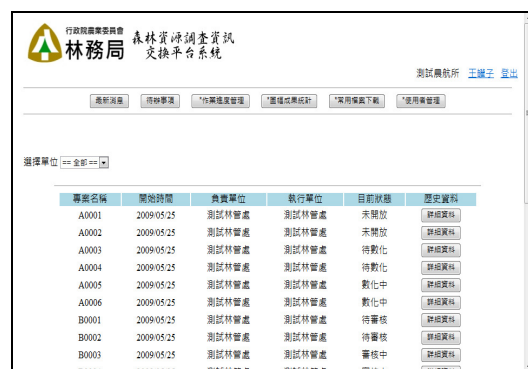 行政院農業委員會
林務局
森林資源調查資訊
交換平台系統
測試農航所 王曉子 登出
最新消息 待辦事項 *作業進度管理 *圖幅成果統計 *常用檔案下載 *使用者管理
選擇單位 == 全部 ==
專案名稱 開始時間 負責單位 執行單位 目前狀態 歷史資料
A0001 2009/05/25 測試林管處 測試林管處 未開放 詳細資料
A0002 2009/05/25 測試林管處 測試林管處 未開放 詳細資料
A0003 2009/05/25 測試林管處 測試林管處 待數化 詳細資料
A0004 2009/05/25 測試林管處 測試林管處 待數化 詳細資料
A0005 2009/05/25 測試林管處 測試林管處 數化中 詳細資料
A0006 2009/05/25 測試林管處 測試林管處 數化中 詳細資料
B0001 2009/05/25 測試林管處 測試林管處 待審核 詳細資料
B0002 2009/05/25 測試林管處 測試林管處 待審核 詳細資料
B0003 2009/05/25 測試林管處 測試林管處 審核中 詳細資料